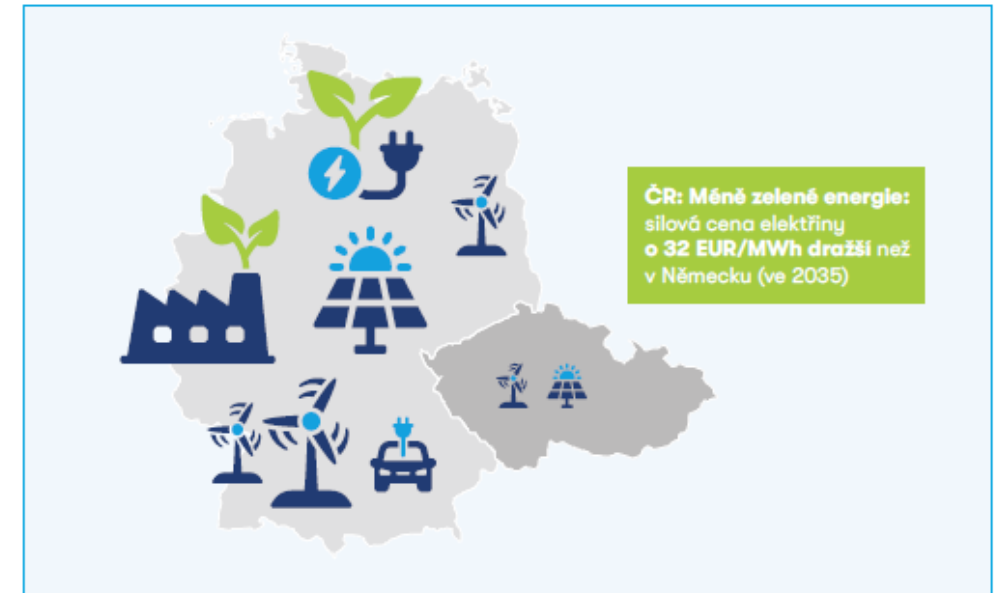 ČR: Méně zelené energie:
silová cena elektřiny
o 32 EUR/MWh dražší než
v Německu (ve 2035)